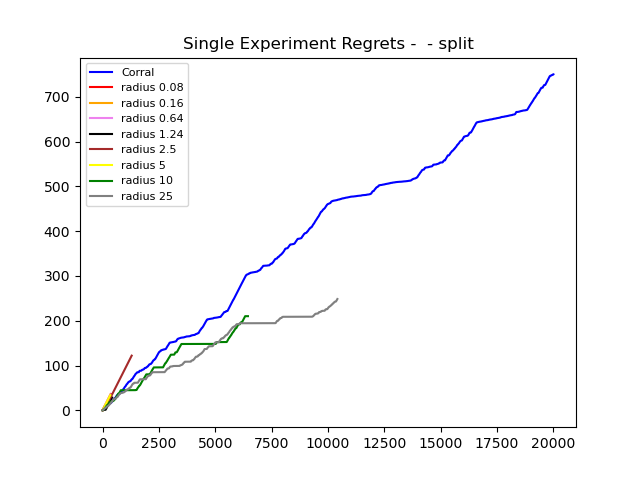 Single Experiment Regrets -  - split
Corral
radius 0.08
radius 0.16
radius 0.64
radius 1.24
radius 2.5
radius 5
radius 10
radius 25
700
600
500
400
300
200
100
0
0 2500 5000 7500 10000 12500 15000 17500 20000